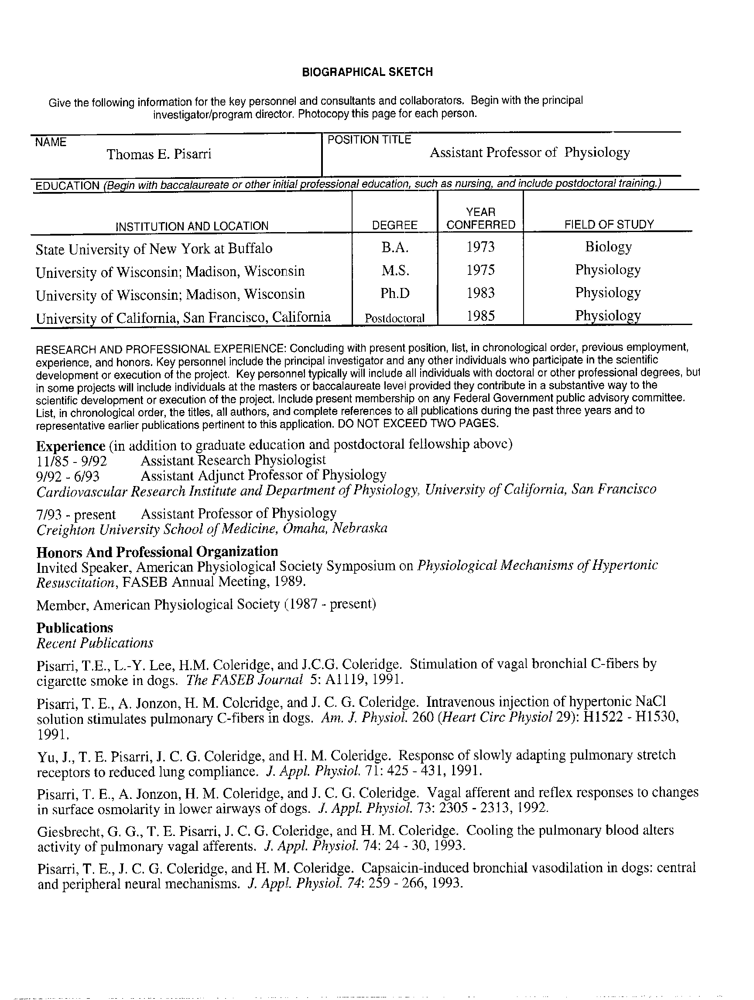 BIOGRAPHICAL SKETCH
Give the following information for the key personnel and consultants and collaborators. Begin with the principal
investigator/program director. Photocopy this page for each person.
NAME
Thomas E. Pisarri
POSITION TITLE
Assistant Professor of Physiology
EDUCATION (Begin with baccalaureate or other initial professional education, such as nursing, and include postdoctoral training.)
INSTITUTION AND LOCATION DEGREE YEAR CONFERRED FIELD OF STUDY
State University of New York at Buffalo B.A. 1973 Biology
University of Wisconsin; Madison, Wisconsin M.S. 1975 Physiology
University of Wisconsin; Madison, Wisconsin Ph.D 1983 Physiology
University of California, San Francisco, California Postdoctoral 1985 Physiology
RESEARCH AND PROFESSIONAL EXPERIENCE: Concluding with present position, list, in chronological order, previous employment,
experience, and honors. Key personnel include the principal investigator and any other individuals who participate in the scientific
development or execution of the project. Key personnel typically will include all individuals with doctoral or other professional degrees, but
in some projects will include individuals at the masters or baccalaureate level provided they contribute in a substantive way to the
scientific development or execution of the project. Include present membership on any Federal Government public advisory committee.
List, in chronological order, the titles, all authors, and complete references to all publications during the past three years and to
representative earlier publications pertinent to this application. DO NOT EXCEED TWO PAGES.
Experience (in addition to graduate education and postdoctoral fellowship above)
11/85 - 9/92 Assistant Research Physiologist
9/92 - 6/93 Assistant Adjunct Professor of Physiology
Cardiovascular Research Institute and Department of Physiology, University of California, San Francisco
7/93 - present Assistant Professor of Physiology
Creighton University School of Medicine, Omaha, Nebraska
Honors And Professional Organization
Invited Speaker, American Physiological Society Symposium on Physiological Mechanisms of Hypertonic
Resuscitation, FASEB Annual Meeting, 1989.
Member, American Physiological Society (1987 - present)
Publications
Recent Publications
Pisarri, T.E., L.-Y. Lee, H.M. Coleridge, and J.C.G. Coleridge. Stimulation of vagal bronchial C-fibers by
cigarette smoke in dogs. The FASEB Journal 5: A1119, 1991.
Pisarri, T. E., A. Jonzon, H. M. Coleridge, and J. C. G. Coleridge. Intravenous injection of hypertonic NaCl
solution stimulates pulmonary C-fibers in dogs. Am. J. Physiol. 260 (Heart Circ Physiol 29): H1522 - H1530,
1991.
Yu, J., T. E. Pisarri, J. C. G. Coleridge, and H. M. Coleridge. Response of slowly adapting pulmonary stretch
receptors to reduced lung compliance. J. Appl. Physiol. 71: 425 - 431, 1991.
Pisarri, T. E., A. Jonzon, H. M. Coleridge, and J. C. G. Coleridge. Vagal afferent and reflex responses to changes
in surface osmolarity in lower airways of dogs. J. Appl. Physiol. 73: 2305 - 2313, 1992.
Giesbrecht, G. G., T. E. Pisarri, J. C. G. Coleridge, and H. M. Coleridge. Cooling the pulmonary blood alters
activity of pulmonary vagal afferents. J. Appl. Physiol. 74: 24 - 30, 1993.
Pisarri, T. E., J. C. G. Coleridge, and H. M. Coleridge. Capsaicin-induced bronchial vasodilation in dogs: central
and peripheral neural mechanisms. J. Appl. Physiol. 74: 259 - 266, 1993.